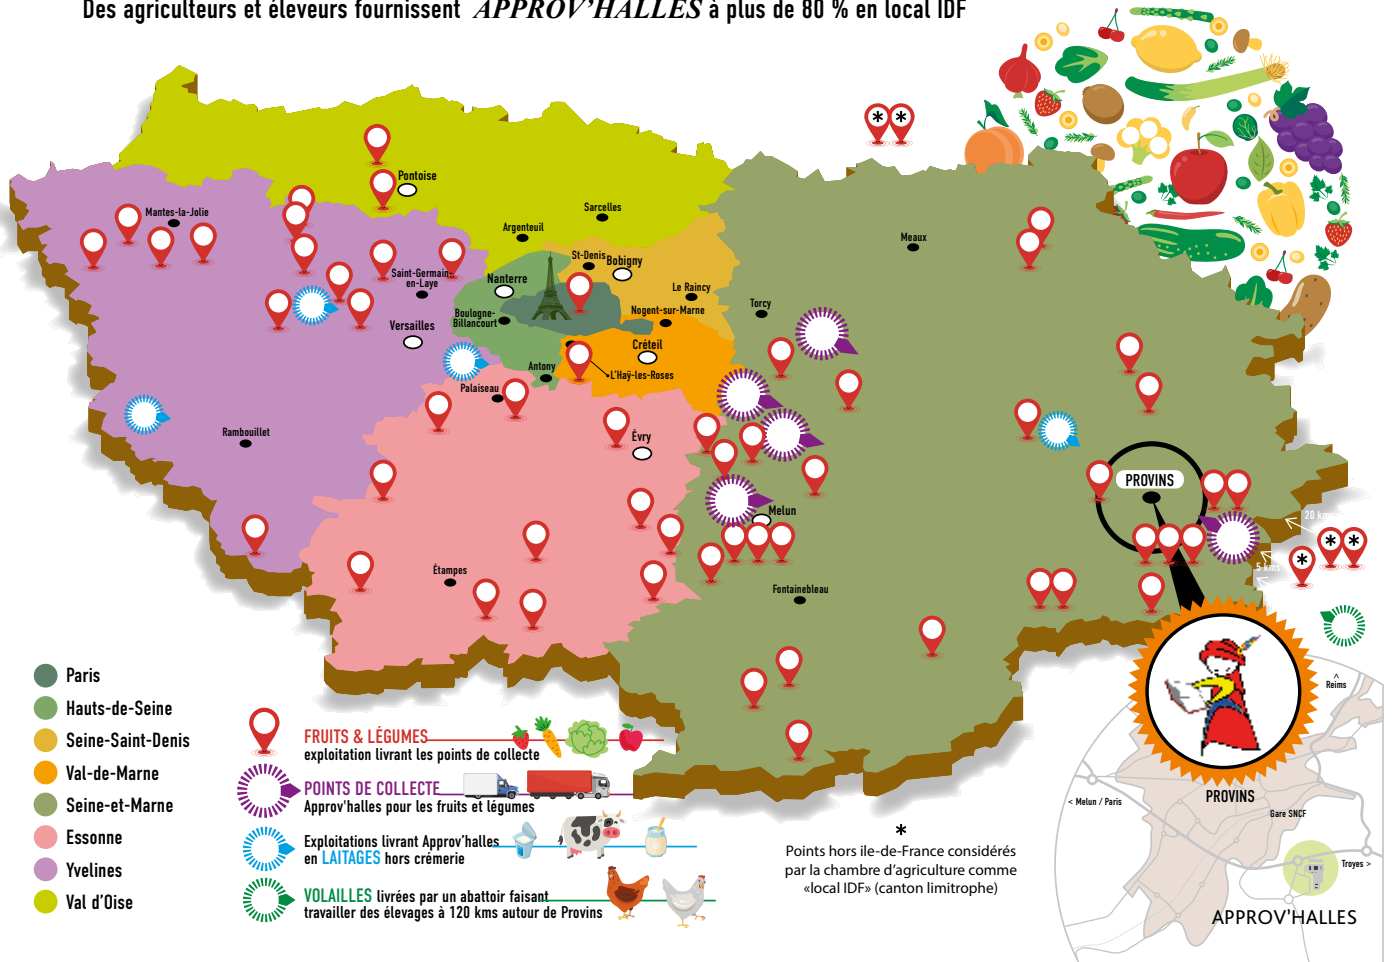 Des agriculteurs et éleveurs fournissent APPROV'HALLES à plus de 80 % en local IDF
* *
Pontoise
Mantes-la-Jolie
Sarcelles
Argenteuil
Meaux
St-Denis
Bobigny
Saint-Germain-
en-Laye
Nanterre
Le Raincy
Torcy
Boulogne-
Billancourt
Nogent-sur-Marne
Versailles
Créteil
Antony
L'Haÿ-les-Roses
Palaiseau
Rambouillet
Évry
PROVINS
Melun
20 kms
* *
*
5 kms
Étampes
Fontainebleau
Paris
Hauts-de-Seine
Seine-Saint-Denis
Val-de-Marne
Seine-et-Marne
Essonne
Yvelines
Val d'Oise
FRUITS & LÉGUMES
exploitation livrant les points de collecte
POINTS DE COLLECTE
Approv'halles pour les fruits et légumes
Exploitations livrant Approv'halles
en LAITAGES hors crémerie
VOLAILLES livrées par un abattoir faisant
travailler des élevages à 120 kms autour de Provins
*
Points hors ile-de-France considérés
par la chambre d'agriculture comme
«local IDF» (canton limitrophe)
^
Reims
PROVINS
< Melun / Paris
Gare SNCF
Troyes >
APPROV'HALLES